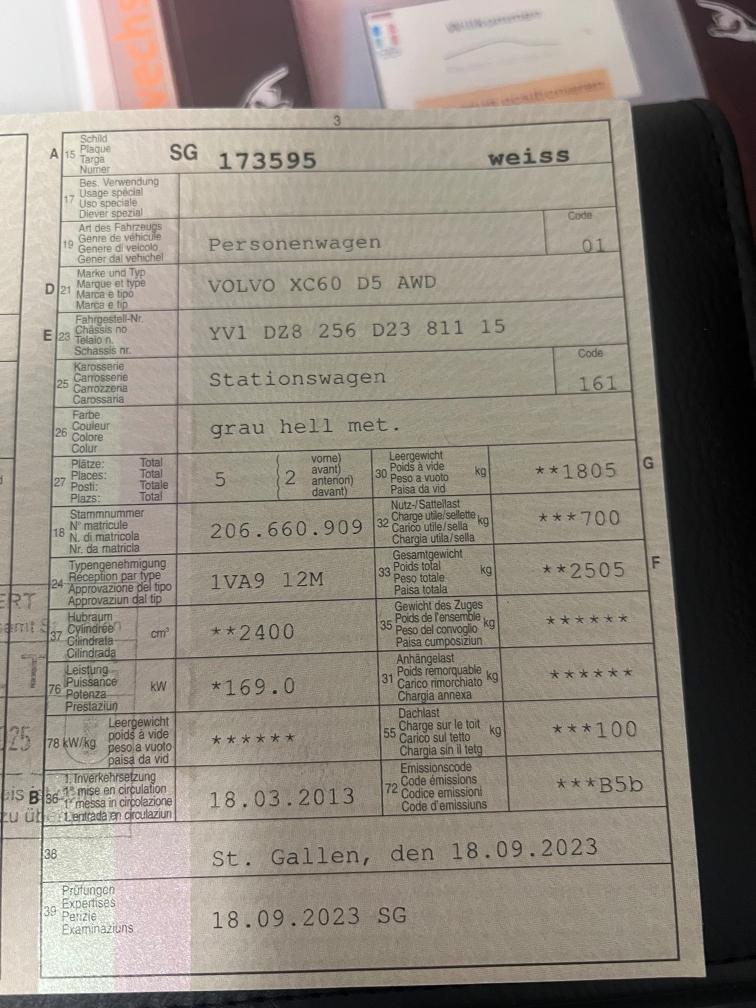 wechs
Willkommen
3
A 15 Schild
Plaque
Targa
Numer
SG 173595 weiss
17 Bes. Verwendung
Usage spécial
Uso speciale
Diever spezial
19 Art des Fahrzeugs
Genre de véhicule
Genere di veicolo
Gener dal vehichel
Personenwagen
Code
01
D 21 Marke und Typ
Marque et type
Marca e tipo
Marca e tip
VOLVO XC60 D5 AWD
E 23 Fahrgestell-Nr.
Châssis no
Telaio n.
Schassis nr.
YV1 DZ8 256 D23 811 15
25 Karosserie
Carrosserie
Carrozzeria
Carossaria
Stationswagen
Code
161
26 Farbe
Couleur
Colore
Colur
grau hell met.
27 Plätze: Total
Places: Total
Posti: Totale
Plazs: Total
5 ( 2 vorne)
avant)
anteriori)
davant)
30 Leergewicht
Poids à vide
Peso a vuoto
Paisa da vid
kg
**1805
G
18 Stammnummer
N° matricule
N. di matricola
Nr. da matricla
206.660.909
32 Nutz-/Sattellast
Charge utile/sellette
Carico utile/sella
Chargia utila/sella
kg
***700
24 Typengenehmigung
Réception par type
Approvazione del tipo
Approvaziun dal tip
1VA9 12M
33 Gesamtgewicht
Poids total
Peso totale
Paisa totala
kg
**2505
F
37 Hubraum
Cylindrée
Cilindrata
Cilindrada
cm³
**2400
35 Gewicht des Zuges
Poids de l'ensemble
Peso del convoglio
Paisa cumposiziun
kg
******
76 Leistung
Puissance
Potenza
Prestaziun
kW
*169.0
31 Anhängelast
Poids remorquable
Carico rimorchiato
Chargia annexa
kg
******
78 kW/kg Leergewicht
poids à vide
peso a vuoto
paisa da vid
******
55 Dachlast
Charge sur le toit
Carico sul tetto
Chargia sin il tetg
kg
***100
B 36 1. Inverkehrsetzung
1re mise en circulation
1a messa in circolazione
1. entrada en circulaziun
18.03.2013
72 Emissionscode
Code émissions
Codice emissioni
Code d'emissiuns
***B5b
38
St. Gallen, den 18.09.2023
39 Prüfungen
Expertises
Perizie
Examinaziuns
18.09.2023 SG
ERT
25